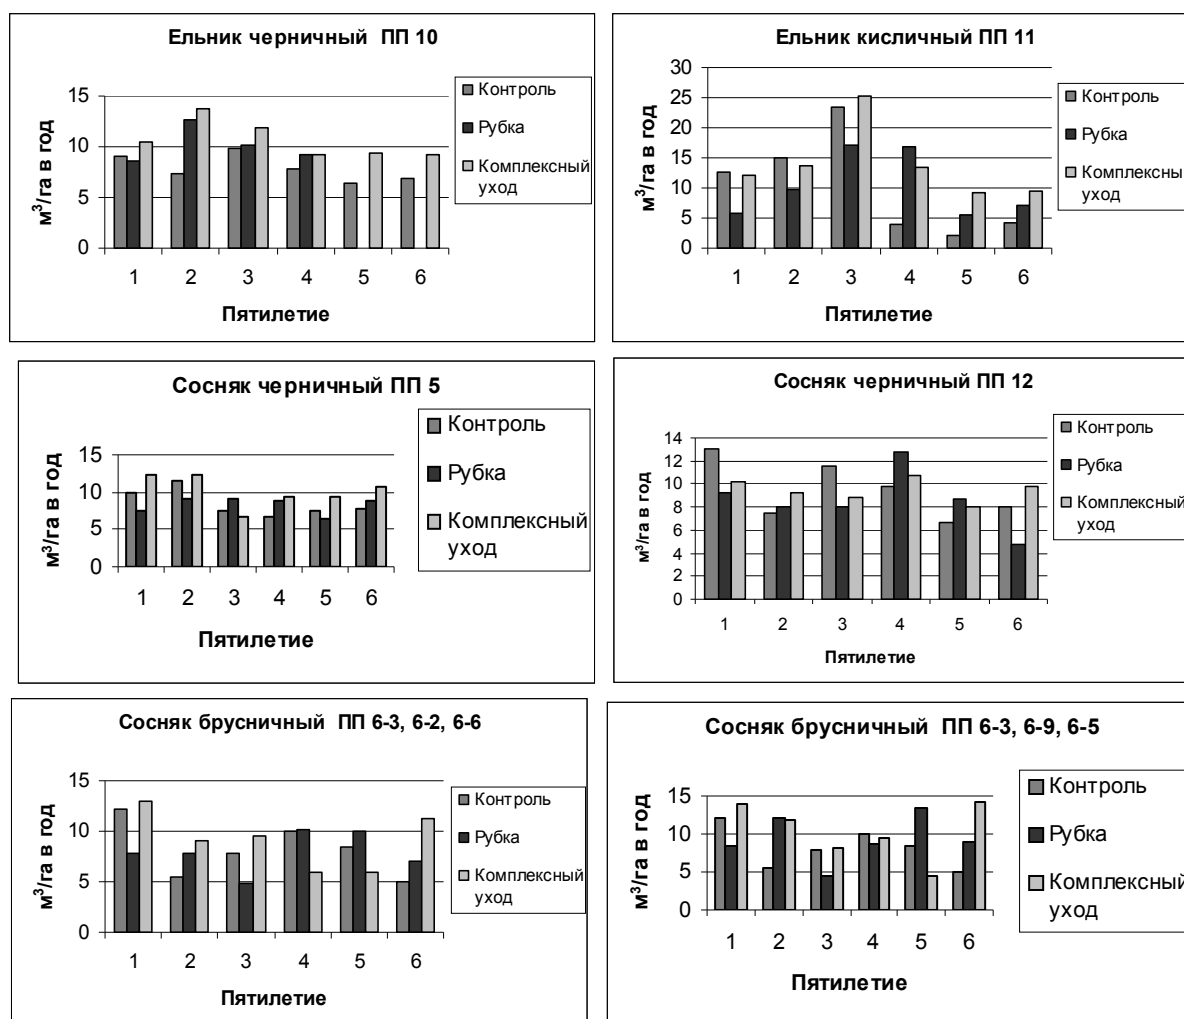 Ельник черничный ПП 10
м³/га в год
15
10
5
0
1 2 3 4 5 6
Пятилетие
Контроль
Рубка
Комплексный
уход
Ельник кисличный ПП 11
м³/га в год
30
25
20
15
10
5
0
1 2 3 4 5 6
Пятилетие
Контроль
Рубка
Комплексный
уход
Сосняк черничный ПП 5
м³/га в год
15
10
5
0
1 2 3 4 5 6
Пятилетие
Контроль
Рубка
Комплексный
уход
Сосняк черничный ПП 12
м³/га в год
14
12
10
8
6
4
2
0
1 2 3 4 5 6
Пятилетие
Контроль
Рубка
Комплексный
уход
Сосняк брусничный ПП 6-3, 6-2, 6-6
м³/га в год
15
10
5
0
1 2 3 4 5 6
Пятилетие
Контроль
Рубка
Комплексный
уход
Сосняк брусничный ПП 6-3, 6-9, 6-5
м³/га в год
15
10
5
0
1 2 3 4 5 6
Пятилетие
Контроль
Рубка
Комплексный
уход